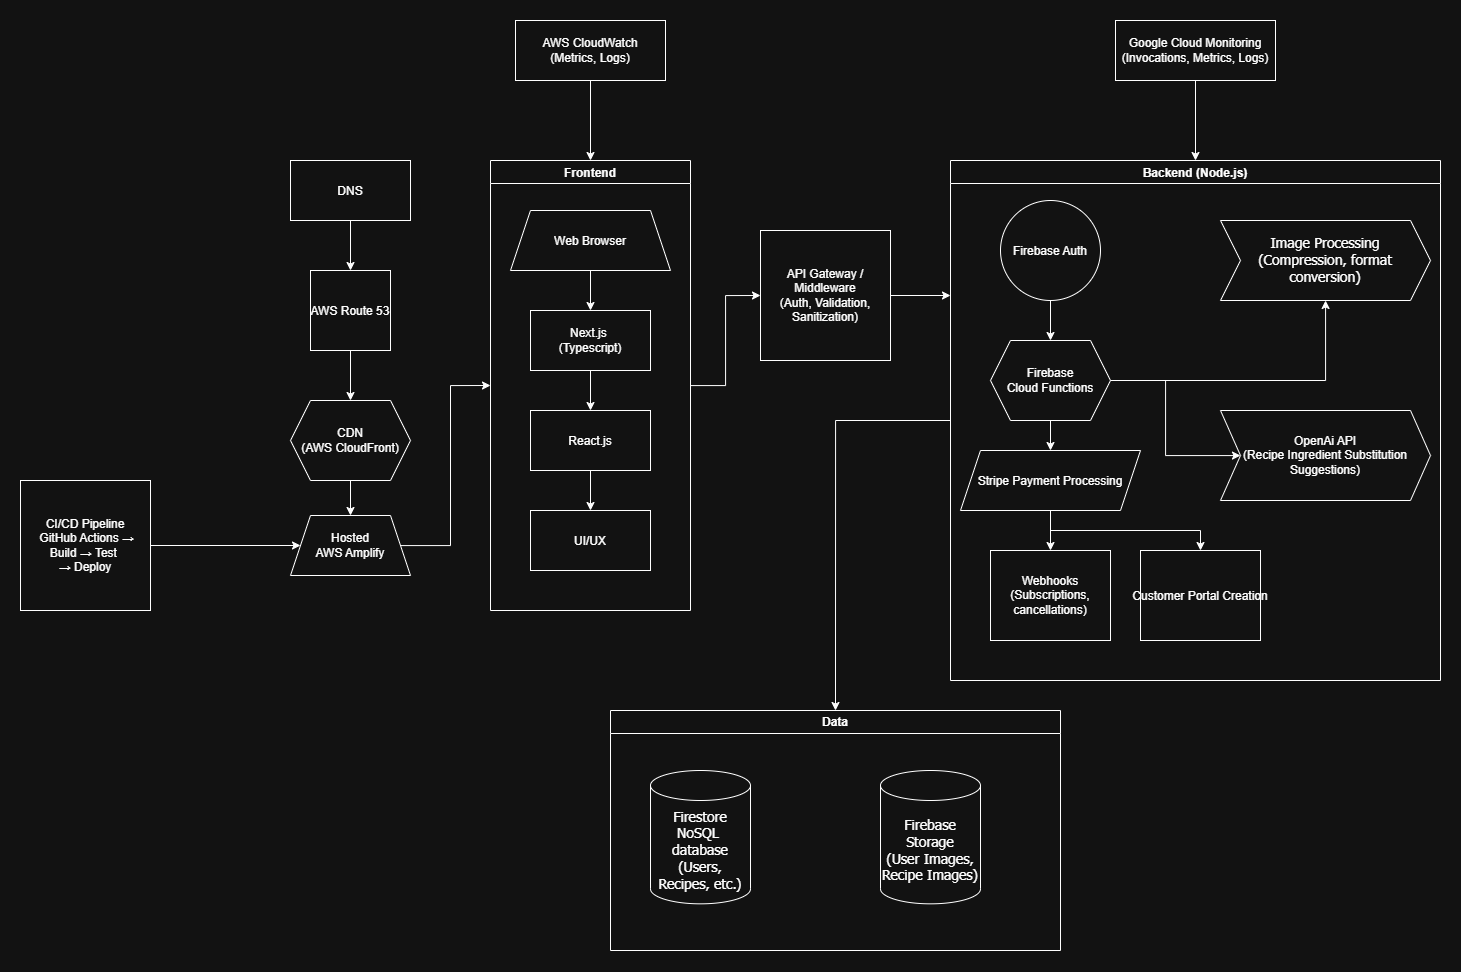 AWS CloudWatch
(Metrics, Logs)
Google Cloud Monitoring
(Invocations, Metrics, Logs)
DNS
AWS Route 53
CDN
(AWS CloudFront)
CI/CD Pipeline
GitHub Actions →
Build → Test
→ Deploy
Hosted
AWS Amplify
Frontend
Web Browser
Next.js
(Typescript)
React.js
UI/UX
API Gateway /
Middleware
(Auth, Validation,
Sanitization)
Backend (Node.js)
Firebase Auth
Image Processing
(Compression, format
conversion)
Firebase
Cloud Functions
OpenAi API
(Recipe Ingredient Substitution
Suggestions)
Stripe Payment Processing
Webhooks
(Subscriptions,
cancellations)
Customer Portal Creation
Data
Firestore
NoSQL
database
(Users,
Recipes, etc.)
Firebase
Storage
(User Images,
Recipe Images)